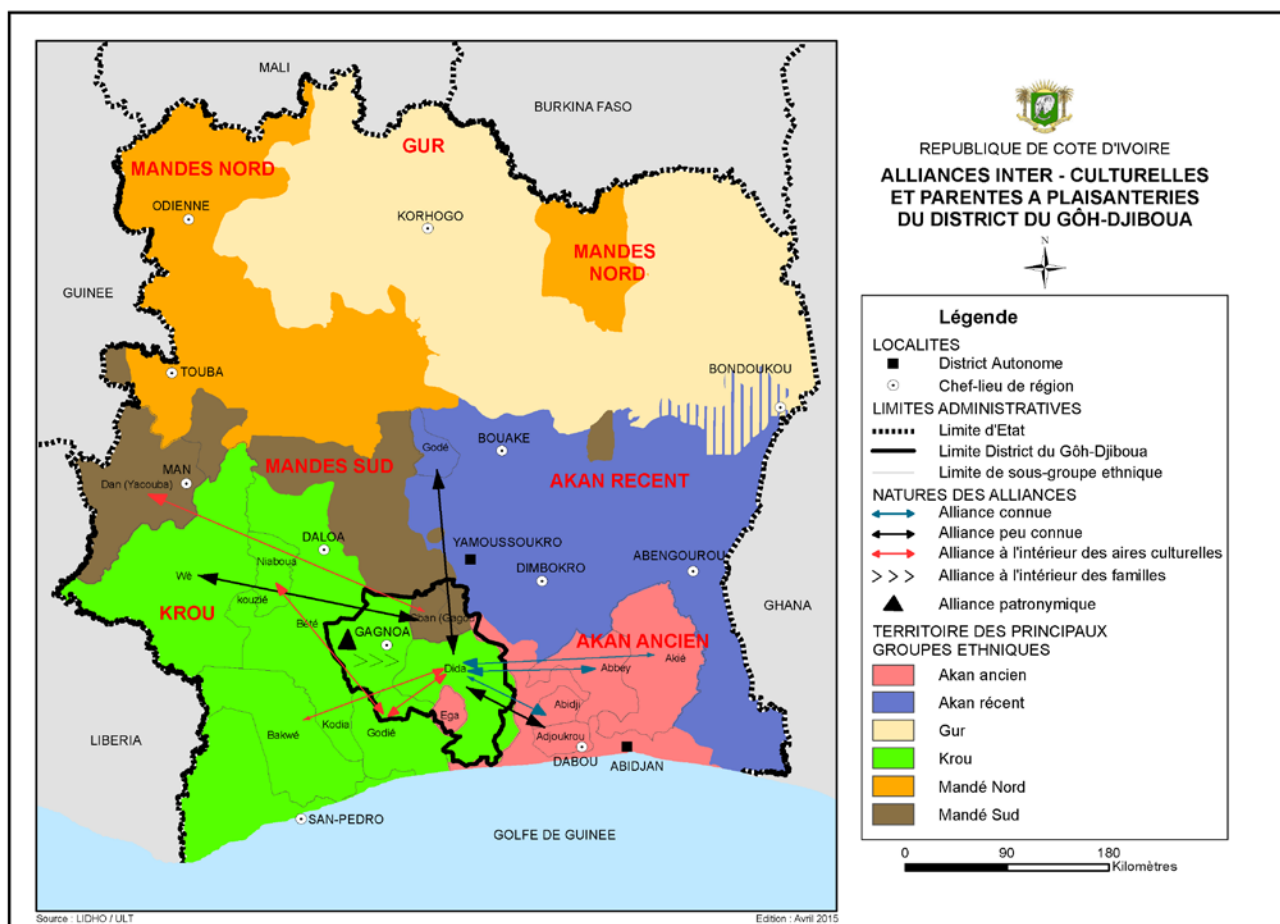 MALI
BURKINA FASO
GUR
MANDES NORD
ODIENNE
KORHOGO
MANDES
NORD
GUINEE
TOUBA
BONDOUKOU
Godé
BOUAKE
MANDES SUD
MAN
Dan (Yacouba)
AKAN RECENT
DALOA
YAMOUSSOUKRO
ABENGOUROU
Niaboua
DIMBOKRO
Wê
kouzié
KROU
Bété
GHANA
GAGNOA
AKAN ANCIEN
Dida
Abbey
Akié
Abidji
Ega
Kodia
Bakwé
Godié
Adjoukrou
LIBERIA
DABOU
ABIDJAN
SAN-PEDRO
GOLFE DE GUINEE
Source : LIDHO / ULT
Edition : Avril 2015
REPUBLIQUE DE COTE D'IVOIRE
ALLIANCES INTER - CULTURELLES
ET PARENTES A PLAISANTERIES
DU DISTRICT DU GÔH-DJIBOUA
N
Légende
LOCALITES
District Autonome
Chef-lieu de région
LIMITES ADMINISTRATIVES
Limite d'Etat
Limite District du Gôh-Djiboua
Limite de sous-groupe ethnique
NATURES DES ALLIANCES
Alliance connue
Alliance peu connue
Alliance à l'intérieur des aires culturelles
Alliance à l'intérieur des familles
Alliance patronymique
TERRITOIRE DES PRINCIPAUX
GROUPES ETHNIQUES
Akan ancien
Akan récent
Gur
Krou
Mandé Nord
Mandé Sud
0 90 180
Kilomètres